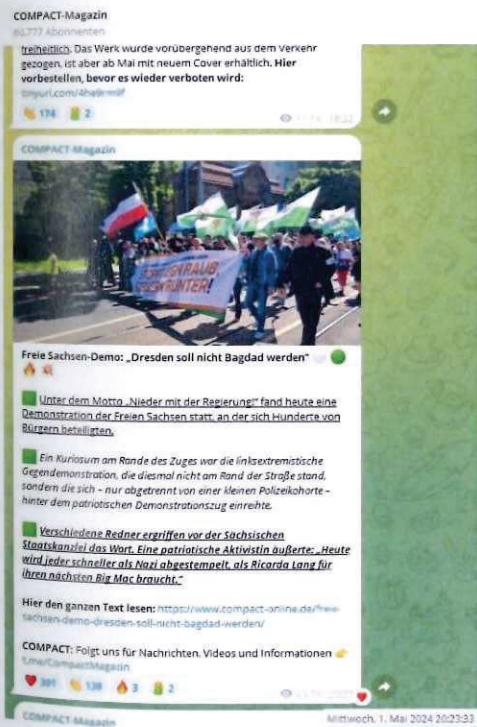 COMPACT-Magazin
Abonnenten
freiheitlich. Das Werk wurde vorübergehend aus dem Verkehr
gezogen, ist aber ab Mai mit neuem Cover erhältlich. Hier
vorbestellen, bevor es wieder verboten wird:
174 2
COMPACT-Magazin
RAUB,
RUNTER!
Freie Sachsen-Demo: „Dresden soll nicht Bagdad werden"
Unter dem Motto „Nieder mit der Regierung!" fand heute eine
Demonstration der Freien Sachsen statt, an der sich Hunderte von
Bürgern beteiligten.
Ein Kuriosum am Rande des Zuges war die linksextremistische
Gegendemonstration, die diesmal nicht am Rand der Straße stand,
sondern die sich – nur abgetrennt von einer kleinen Polizeikohorte –
hinter dem patriotischen Demonstrationszug einreihte.
Verschiedene Redner ergriffen vor der Sächsischen
Staatskanzlei das Wort. Eine patriotische Aktivistin äußerte: „Heute
wird jeder schneller als Nazi abgestempelt, als Ricarda Lang für
ihren nächsten Big Mac braucht."
Hier den ganzen Text lesen: https://www.compact-online.de/freie-
sachsen-demo-dresden-soll-nicht-bagdad-werden/
COMPACT: Folgt uns für Nachrichten, Videos und Informationen
t.me/CompactMagazin
391 138 3 2
COMPACT-Magazin
Mittwoch, 1. Mai 2024 20:23:33